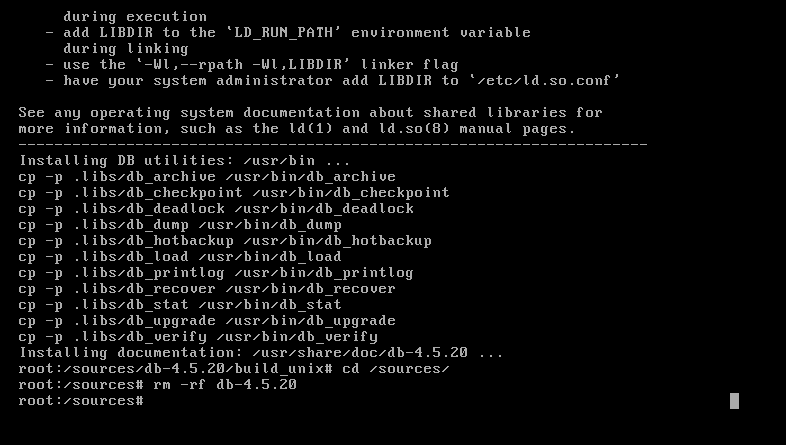 during execution
- add LIBDIR to the `LD_RUN_PATH' environment variable
during linking
- use the `-Wl,--rpath -Wl,LIBDIR' linker flag
- have your system administrator add LIBDIR to `/etc/ld.so.conf'
See any operating system documentation about shared libraries for
more information, such as the ld(1) and ld.so(8) manual pages.
----------------------------------------------------------------------
Installing DB utilities: /usr/bin ...
cp -p .libs/db_archive /usr/bin/db_archive
cp -p .libs/db_checkpoint /usr/bin/db_checkpoint
cp -p .libs/db_deadlock /usr/bin/db_deadlock
cp -p .libs/db_dump /usr/bin/db_dump
cp -p .libs/db_hotbackup /usr/bin/db_hotbackup
cp -p .libs/db_load /usr/bin/db_load
cp -p .libs/db_printlog /usr/bin/db_printlog
cp -p .libs/db_recover /usr/bin/db_recover
cp -p .libs/db_stat /usr/bin/db_stat
cp -p .libs/db_upgrade /usr/bin/db_upgrade
cp -p .libs/db_verify /usr/bin/db_verify
Installing documentation: /usr/share/doc/db-4.5.20 ...
root:/sources/db-4.5.20/build_unix# cd /sources/
root:/sources# rm -rf db-4.5.20
root:/sources#